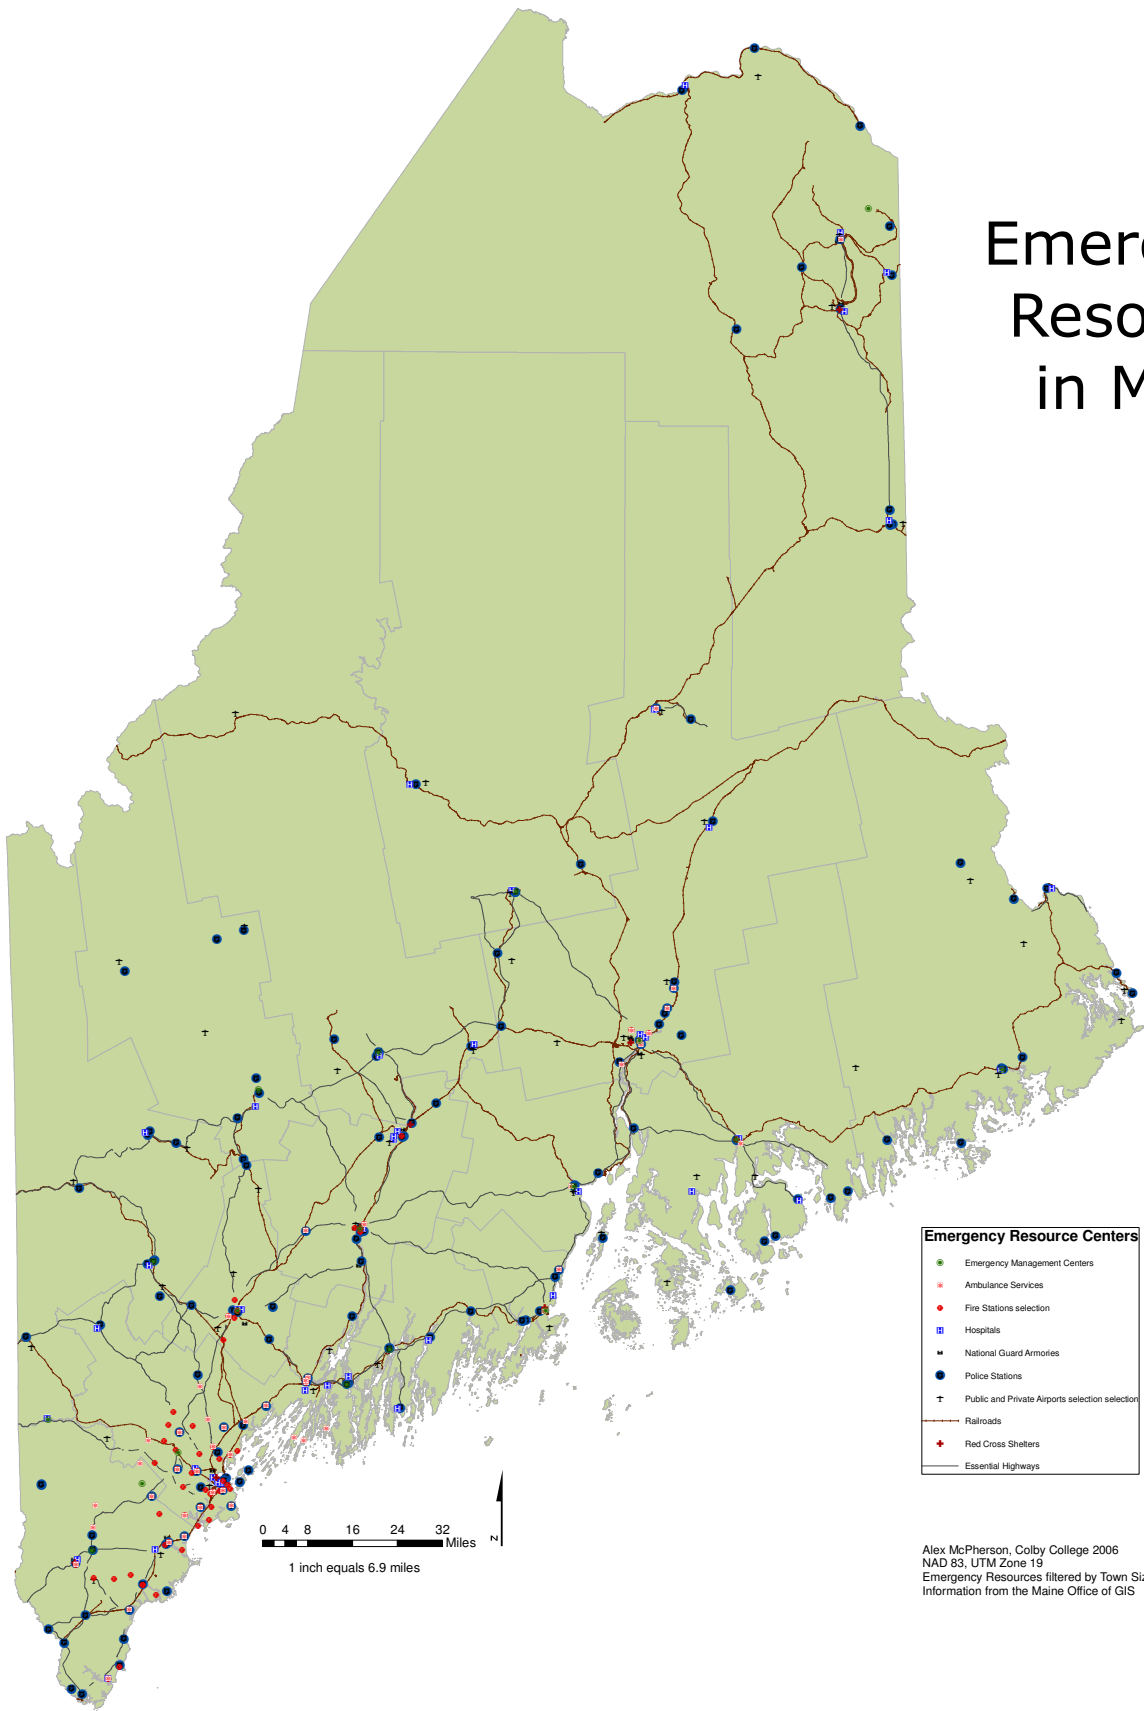 Emerg
Reso
in M
Emergency Resource Centers
Emergency Management Centers
Ambulance Services
Fire Stations selection
Hospitals
National Guard Armories
Police Stations
Public and Private Airports selection selection
Railroads
Red Cross Shelters
Essential Highways
0 4 8 16 24 32
Miles
1 inch equals 6.9 miles
N
Alex McPherson, Colby College 2006
NAD 83, UTM Zone 19
Emergency Resources filtered by Town Siz
Information from the Maine Office of GIS